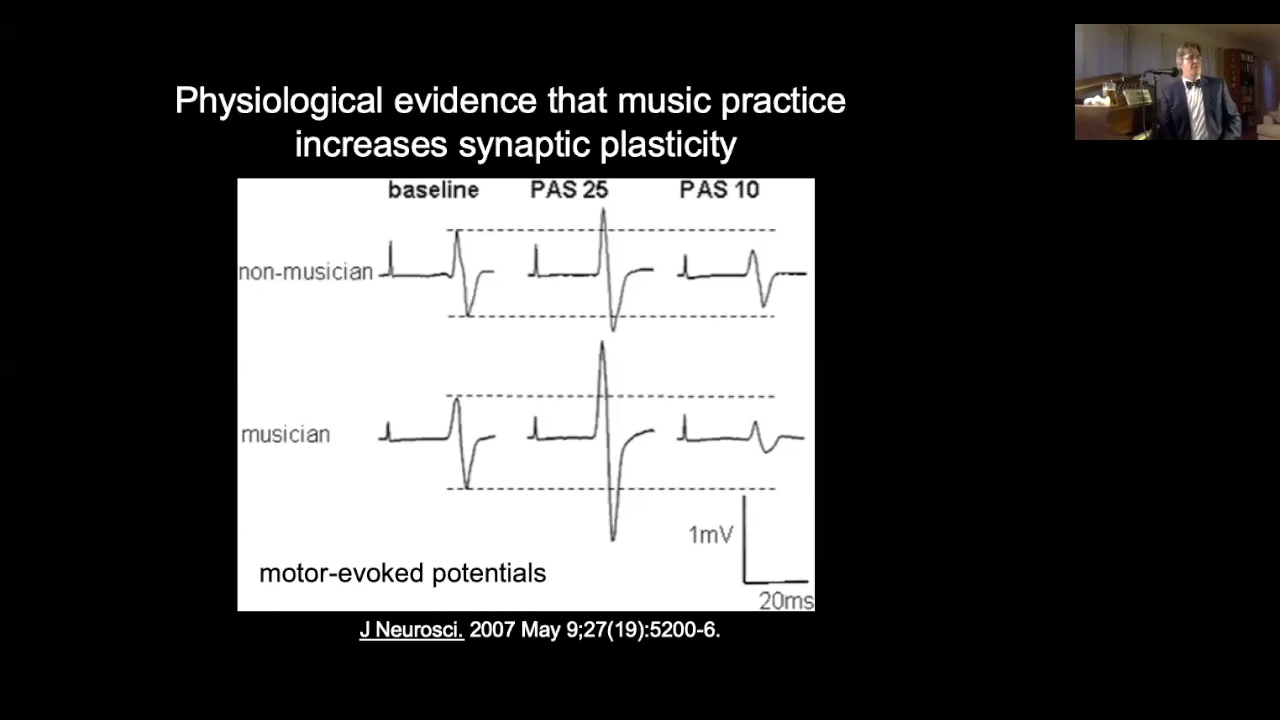 Physiological evidence that music practice
increases synaptic plasticity
baseline PAS 25 PAS 10
non-musician
musician
1mV
motor-evoked potentials
20ms
J Neurosci. 2007 May 9;27(19):5200-6.